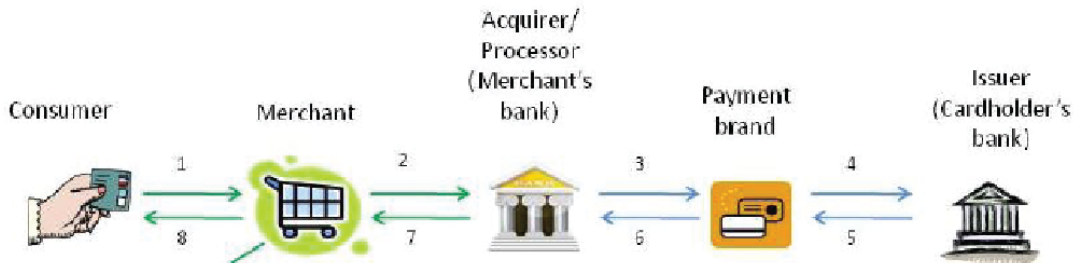 Consumer
Merchant
Acquirer/
Processor
(Merchant's
bank)
Payment
brand
Issuer
(Cardholder's
bank)
1
2
3
4
8
7
6
5